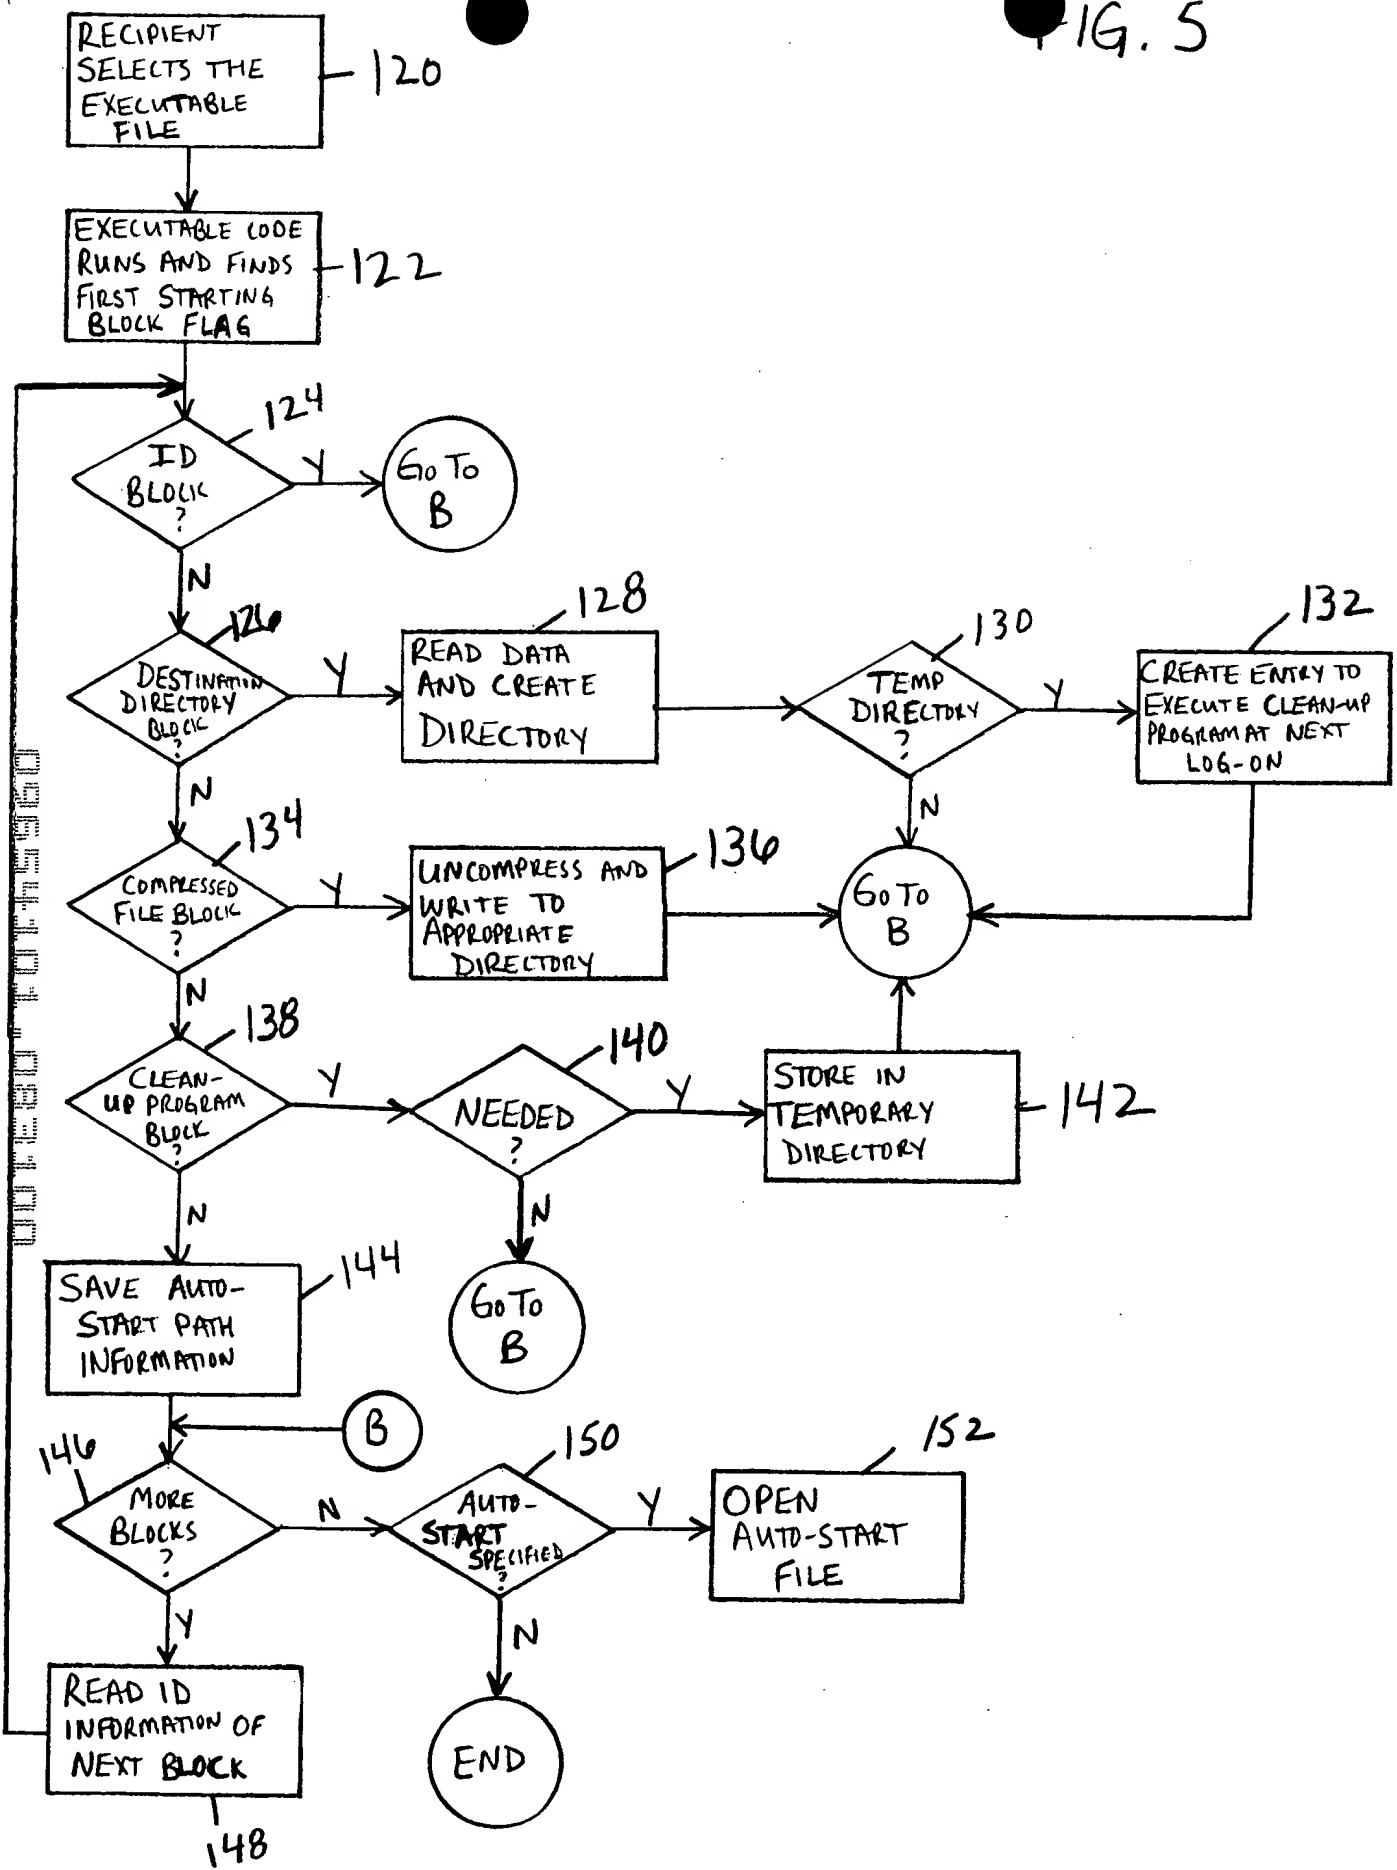 FIG. 5
RECIPIENT
SELECTS THE
EXECUTABLE
FILE
120
EXECUTABLE CODE
RUNS AND FINDS
FIRST STARTING
BLOCK FLAG
122
124
ID
BLOCK
?
Y
GO TO
B
N
126
DESTINATION
DIRECTORY
BLOCK
?
Y
128
READ DATA
AND CREATE
DIRECTORY
130
TEMP
DIRECTORY
?
Y
132
CREATE ENTRY TO
EXECUTE CLEAN-UP
PROGRAM AT NEXT
LOG-ON
N
N
134
COMPRESSED
FILE BLOCK
?
Y
136
UNCOMPRESS AND
WRITE TO
APPROPRIATE
DIRECTORY
GO TO
B
N
138
CLEAN-
UP PROGRAM
BLOCK
?
Y
140
NEEDED
?
Y
STORE IN
TEMPORARY
DIRECTORY
142
N
N
144
SAVE AUTO-
START PATH
INFORMATION
GO TO
B
B
146
MORE
BLOCKS
?
N
150
AUTO-
START
SPECIFIED
?
Y
152
OPEN
AUTO-START
FILE
Y
N
READ ID
INFORMATION OF
NEXT BLOCK
148
END
09654101.083100